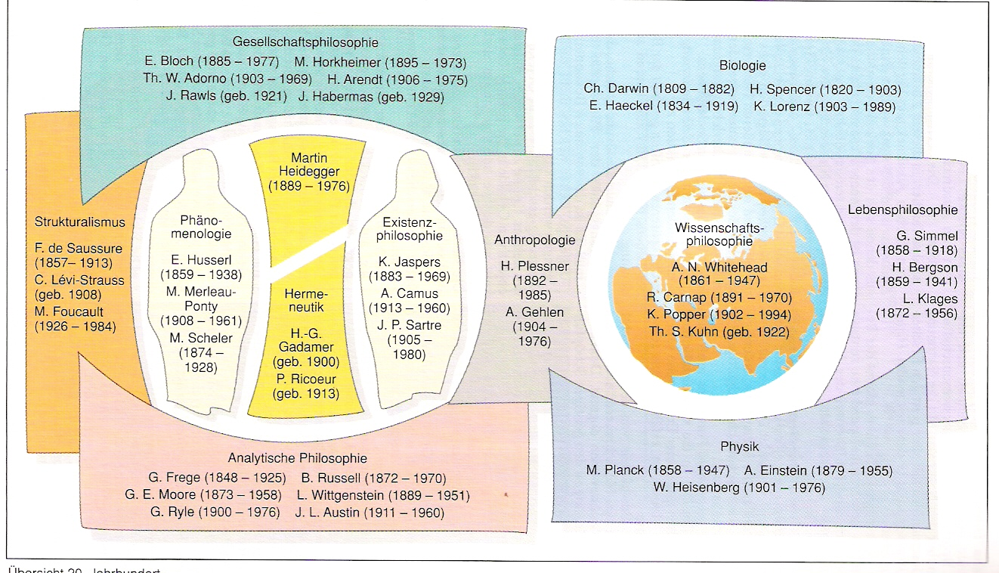 Gesellschaftsphilosophie
E. Bloch (1885 – 1977) M. Horkheimer (1895 – 1973)
Th. W. Adorno (1903 – 1969) H. Arendt (1906 – 1975)
J. Rawls (geb. 1921) J. Habermas (geb. 1929)
Biologie
Ch. Darwin (1809 – 1882) H. Spencer (1820 – 1903)
E. Haeckel (1834 – 1919) K. Lorenz (1903 – 1989)
Strukturalismus
F. de Saussure
(1857– 1913)
C. Lévi-Strauss
(geb. 1908)
M. Foucault
(1926 – 1984)
Phäno-
menologie
E. Husserl
(1859 – 1938)
M. Merleau-
Ponty
(1908 – 1961)
M. Scheler
(1874 –
1928)
Martin
Heidegger
(1889 – 1976)
Herme-
neutik
H.-G.
Gadamer
(geb. 1900)
P. Ricoeur
(geb. 1913)
Existenz-
philosophie
K. Jaspers
(1883 – 1969)
A. Camus
(1913 – 1960)
J. P. Sartre
(1905 –
1980)
Anthropologie
H. Plessner
(1892 –
1985)
A. Gehlen
(1904 –
1976)
Wissenschafts-
philosophie
A. N. Whitehead
(1861 – 1947)
R. Carnap (1891 – 1970)
K. Popper (1902 – 1994)
Th. S. Kuhn (geb. 1922)
Lebensphilosophie
G. Simmel
(1858 – 1918)
H. Bergson
(1859 – 1941)
L. Klages
(1872 – 1956)
Analytische Philosophie
G. Frege (1848 – 1925) B. Russell (1872 – 1970)
G. E. Moore (1873 – 1958) L. Wittgenstein (1889 – 1951)
G. Ryle (1900 – 1976) J. L. Austin (1911 – 1960)
Physik
M. Planck (1858 – 1947) A. Einstein (1879 – 1955)
W. Heisenberg (1901 – 1976)
Übersicht 20. Jahrhundert